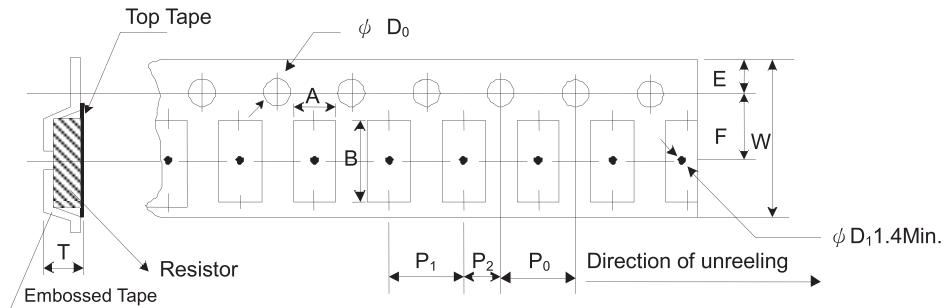 Top Tape
ψ D₀
A
E
B
F
W
T
P₁
P₂
P₀
ψ D₁ 1.4Min.
Resistor
Direction of unreeling
Embossed Tape